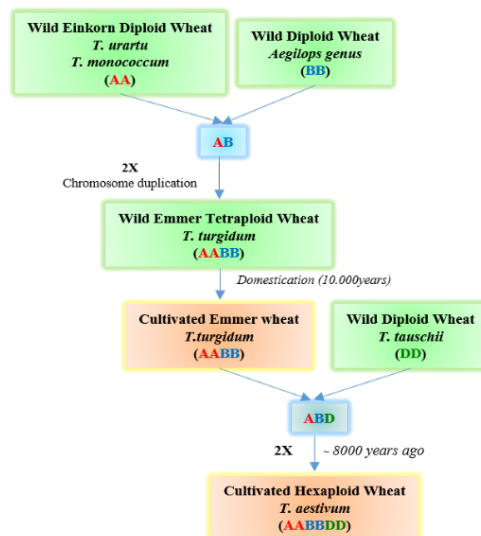 Wild Einkorn Diploid Wheat
T. urartu
T. monococcum
(AA)
Wild Diploid Wheat
Aegilops genus
(BB)
AB
2X
Chromosome duplication
Wild Emmer Tetraploid Wheat
T. turgidum
(AABB)
Domestication (10.000years)
Cultivated Emmer wheat
T.turgidum
(AABB)
Wild Diploid Wheat
T. tauschii
(DD)
ABD
2X
~ 8000 years ago
Cultivated Hexaploid Wheat
T. aestivum
(AABBDD)